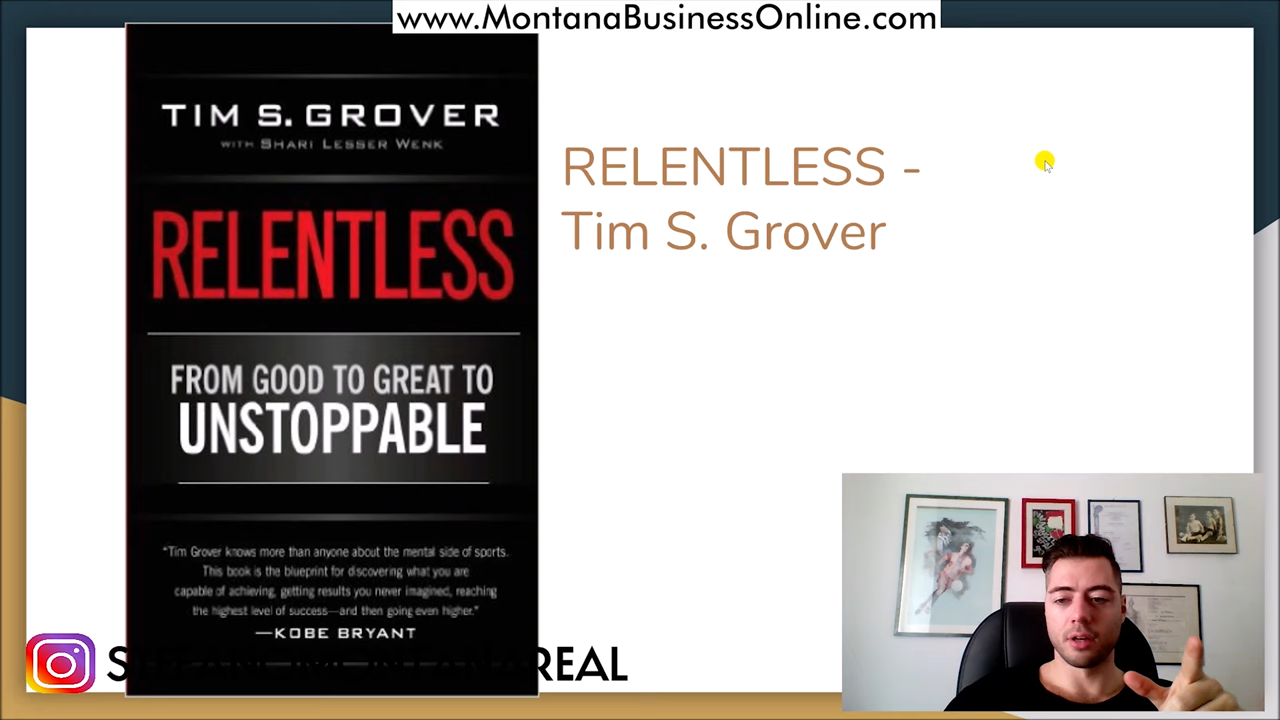 www.MontanaBusinessOnline.com
TIM S. GROVER
WITH SHARI LESSER WENK
RELENTLESS
FROM GOOD TO GREAT TO
UNSTOPPABLE
"Tim Grover knows more than anyone about the mental side of sports.
This book is the blueprint for discovering what you are
capable of achieving, getting results you never imagined, reaching
the highest level of success—and then going even higher."
—KOBE BRYANT
RELENTLESS -
Tim S. Grover